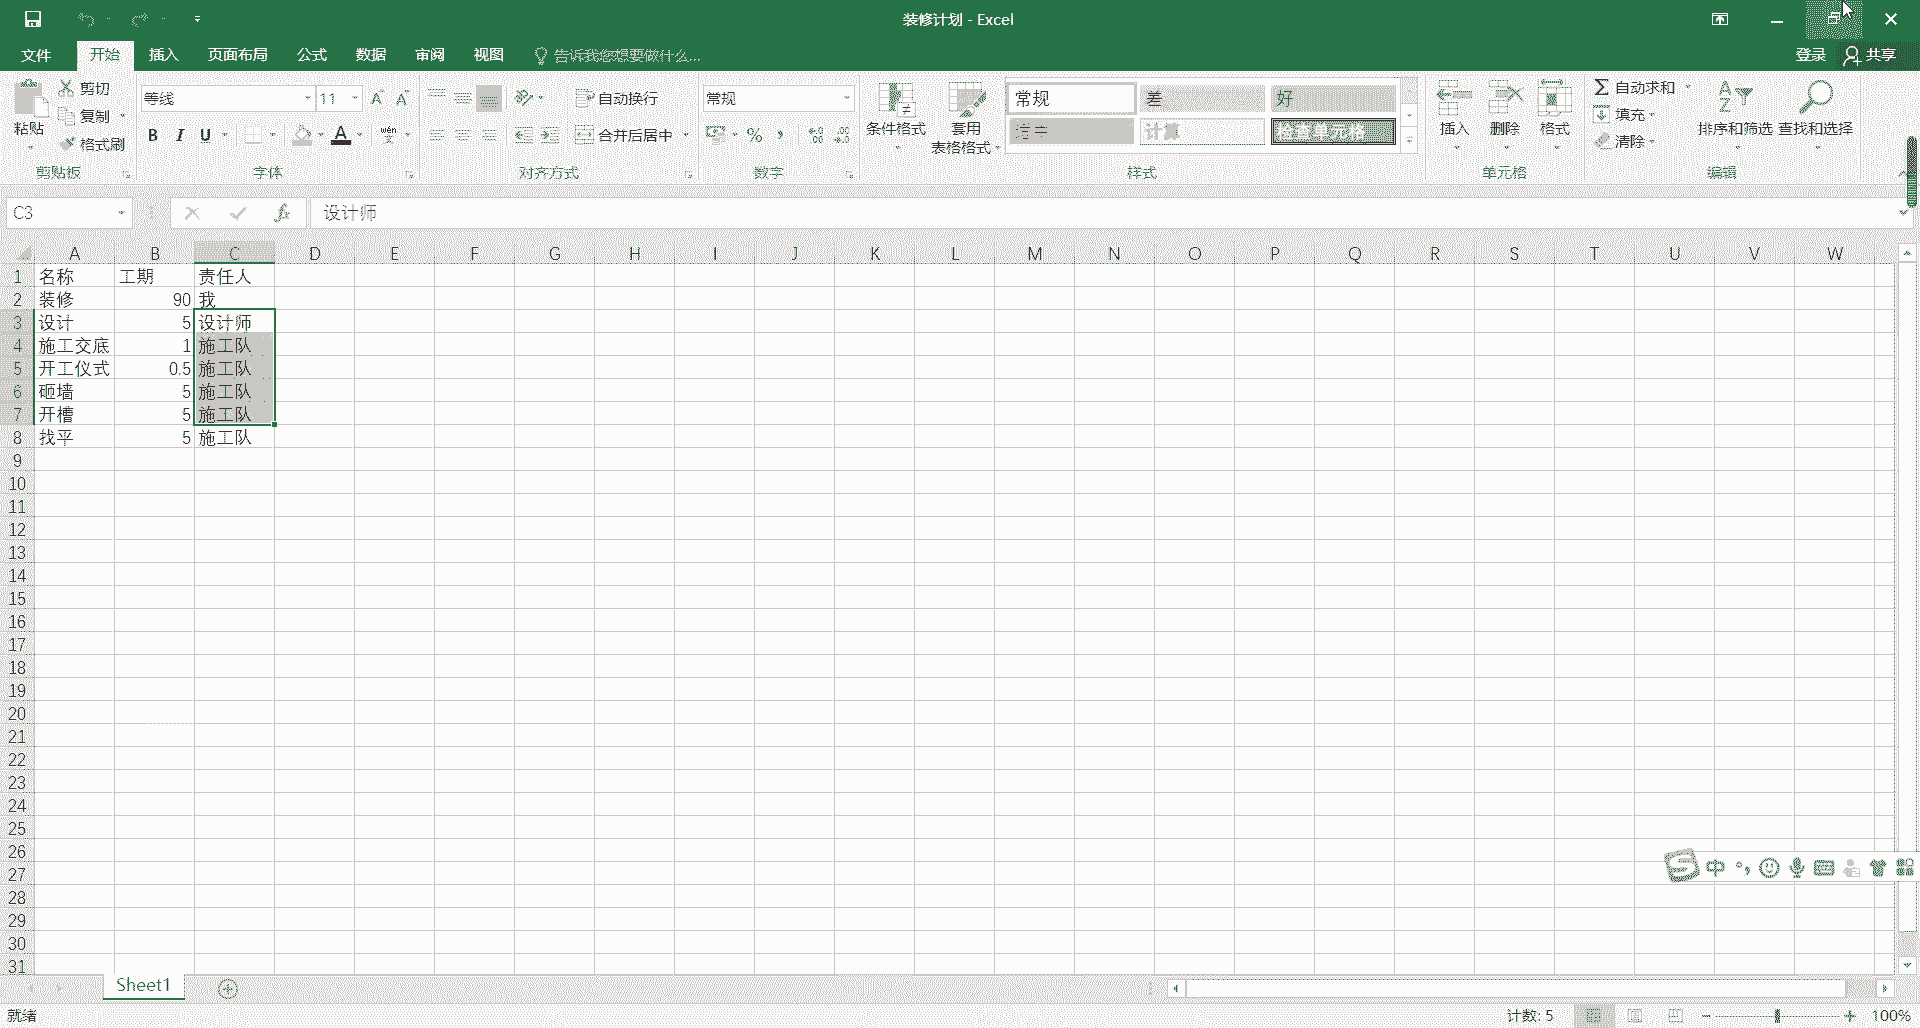 装修计划 - Excel
文件 开始 插入 页面布局 公式 数据 审阅 视图 告诉我您想要做什么... 登录 共享
剪切 复制 格式刷 粘贴 剪贴板
等线 11 B I U A wén 文 字体
自动换行 合并后居中 对齐方式
常规 % 数字
条件格式 套用 表格格式
常规 差 好
计算 检查单元格 样式
插入 删除 格式 单元格
自动求和 填充 清除 排序和筛选 查找和选择 编辑
C3 fx 设计师
A B C D E F G H I J K L M N O P Q R S T U V W
1 名称 工期 责任人
2 装修 90 我
3 设计 5 设计师
4 施工交底 1 施工队
5 开工仪式 0.5 施工队
6 砸墙 5 施工队
7 开槽 5 施工队
8 找平 5 施工队
9
10
11
12
13
14
15
16
17
18
19
20
21
22
23
24
25
26
27
28
29
30
31
S 中
Sheet1
就绪 计数: 5 100%